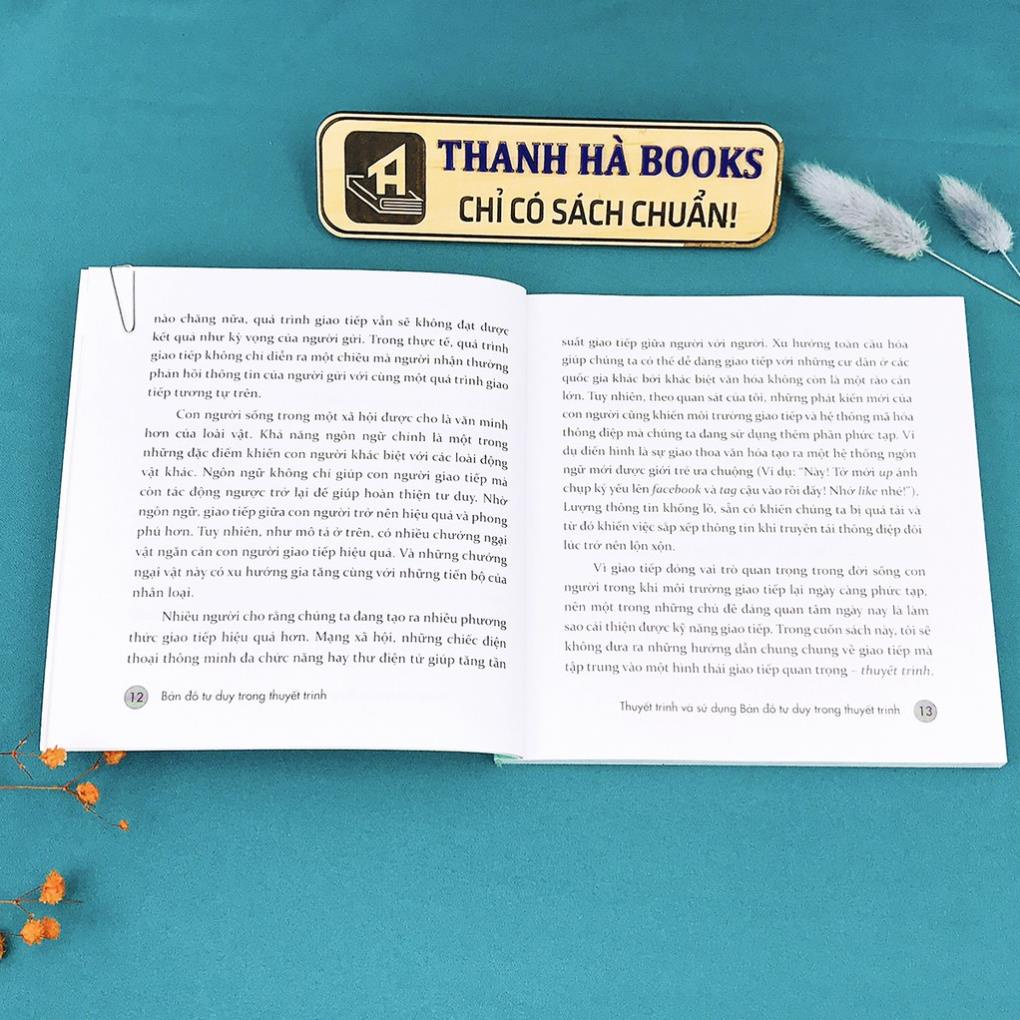 THANH HÀ BOOKS
CHỈ CÓ SÁCH CHUẨN!
nào chăng nữa, quá trình giao tiếp vẫn sẽ không đạt được
kết quả như kỳ vọng của người gửi. Trong thực tế, quá trình
giao tiếp không chỉ diễn ra một chiều mà người nhận thường
phản hồi thông tin của người gửi với cùng một quá trình giao
tiếp tương tự trên.
Con người sống trong một xã hội được cho là văn minh
hơn của loài vật. Khả năng ngôn ngữ chính là một trong
những đặc điểm khiến con người khác biệt với các loài động
vật khác. Ngôn ngữ không chỉ giúp con người giao tiếp mà
còn tác động ngược trở lại để giúp hoàn thiện tư duy. Nhờ
ngôn ngữ, giao tiếp giữa con người trở nên hiệu quả và phong
phú hơn. Tuy nhiên, như mô tả ở trên, có nhiều chướng ngại
vật ngăn cản con người giao tiếp hiệu quả. Và những chướng
ngại vật này có xu hướng gia tăng cùng với những tiến bộ của
nhân loại.
Nhiều người cho rằng chúng ta đang tạo ra nhiều phương
thức giao tiếp hiệu quả hơn. Mạng xã hội, những chiếc điện
thoại thông minh đa chức năng hay thư điện tử giúp tăng tần
12 Bản đồ tư duy trong thuyết trình
suất giao tiếp giữa người với người. Xu hướng toàn cầu hóa
giúp chúng ta có thể dễ dàng giao tiếp với những cư dân ở các
quốc gia khác bởi khác biệt văn hóa không còn là một rào cản
lớn. Tuy nhiên, theo quan sát của tôi, những phát kiến mới của
con người cũng khiến môi trường giao tiếp và hệ thống mã hóa
thông điệp mà chúng ta đang sử dụng thêm phần phức tạp. Ví
dụ điển hình là sự giao thoa văn hóa tạo ra một hệ thống ngôn
ngữ mới được giới trẻ ưa chuộng (Ví dụ: "Này! Tớ mới up ảnh
chụp kỷ yếu lên facebook và tag cậu vào rồi đấy! Nhớ like nhé!").
Lượng thông tin khổng lồ, sẵn có khiến chúng ta bị quá tải và
từ đó khiến việc sắp xếp thông tin khi truyền tải thông điệp đôi
lúc trở nên lộn xộn.
Vì giao tiếp đóng vai trò quan trọng trong đời sống con
người trong khi môi trường giao tiếp lại ngày càng phức tạp,
nên một trong những chủ đề đáng quan tâm ngày nay là làm
sao cải thiện được kỹ năng giao tiếp. Trong cuốn sách này, tôi sẽ
không đưa ra những hướng dẫn chung chung về giao tiếp mà
tập trung vào một hình thái giao tiếp quan trọng – thuyết trình.
Thuyết trình và sử dụng Bản đồ tư duy trong thuyết trình 13